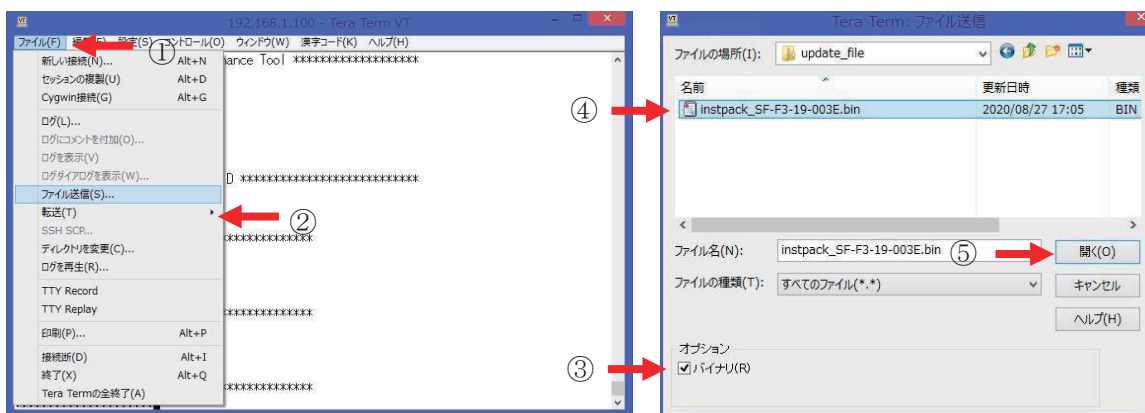 192.168.1.100 - Tera Term VT
ファイル(F) 設定(S) コントロール(O) ウィンドウ(W) 漢字コード(K) ヘルプ(H)
①
新しい接続(N)... Alt+N
セッションの複製(U) Alt+D
Cygwin接続(G) Alt+G
ログ(L)...
ログにコメントを付加(O)...
ログを表示(V)
ログダイアログを表示(W)...
ファイル送信(S)...
転送(T)
②
SSH SCP...
ディレクトリを変更(C)...
ログを再生(R)...
TTY Record
TTY Replay
印刷(P)... Alt+P
接続断(D) Alt+I
終了(X) Alt+Q
Tera Termの全終了(A)
ance Tool *******************
D ***************************
*************
*************
*************
Tera Term: ファイル送信
ファイルの場所(I): update_file
名前 更新日時 種類
④ instpack_SF-F3-19-003E.bin 2020/08/27 17:05 BIN
ファイル名(N): instpack_SF-F3-19-003E.bin ⑤ 開く(O)
ファイルの種類(T): すべてのファイル(*.*) キャンセル
ヘルプ(H)
オプション
③ バイナリ(R)